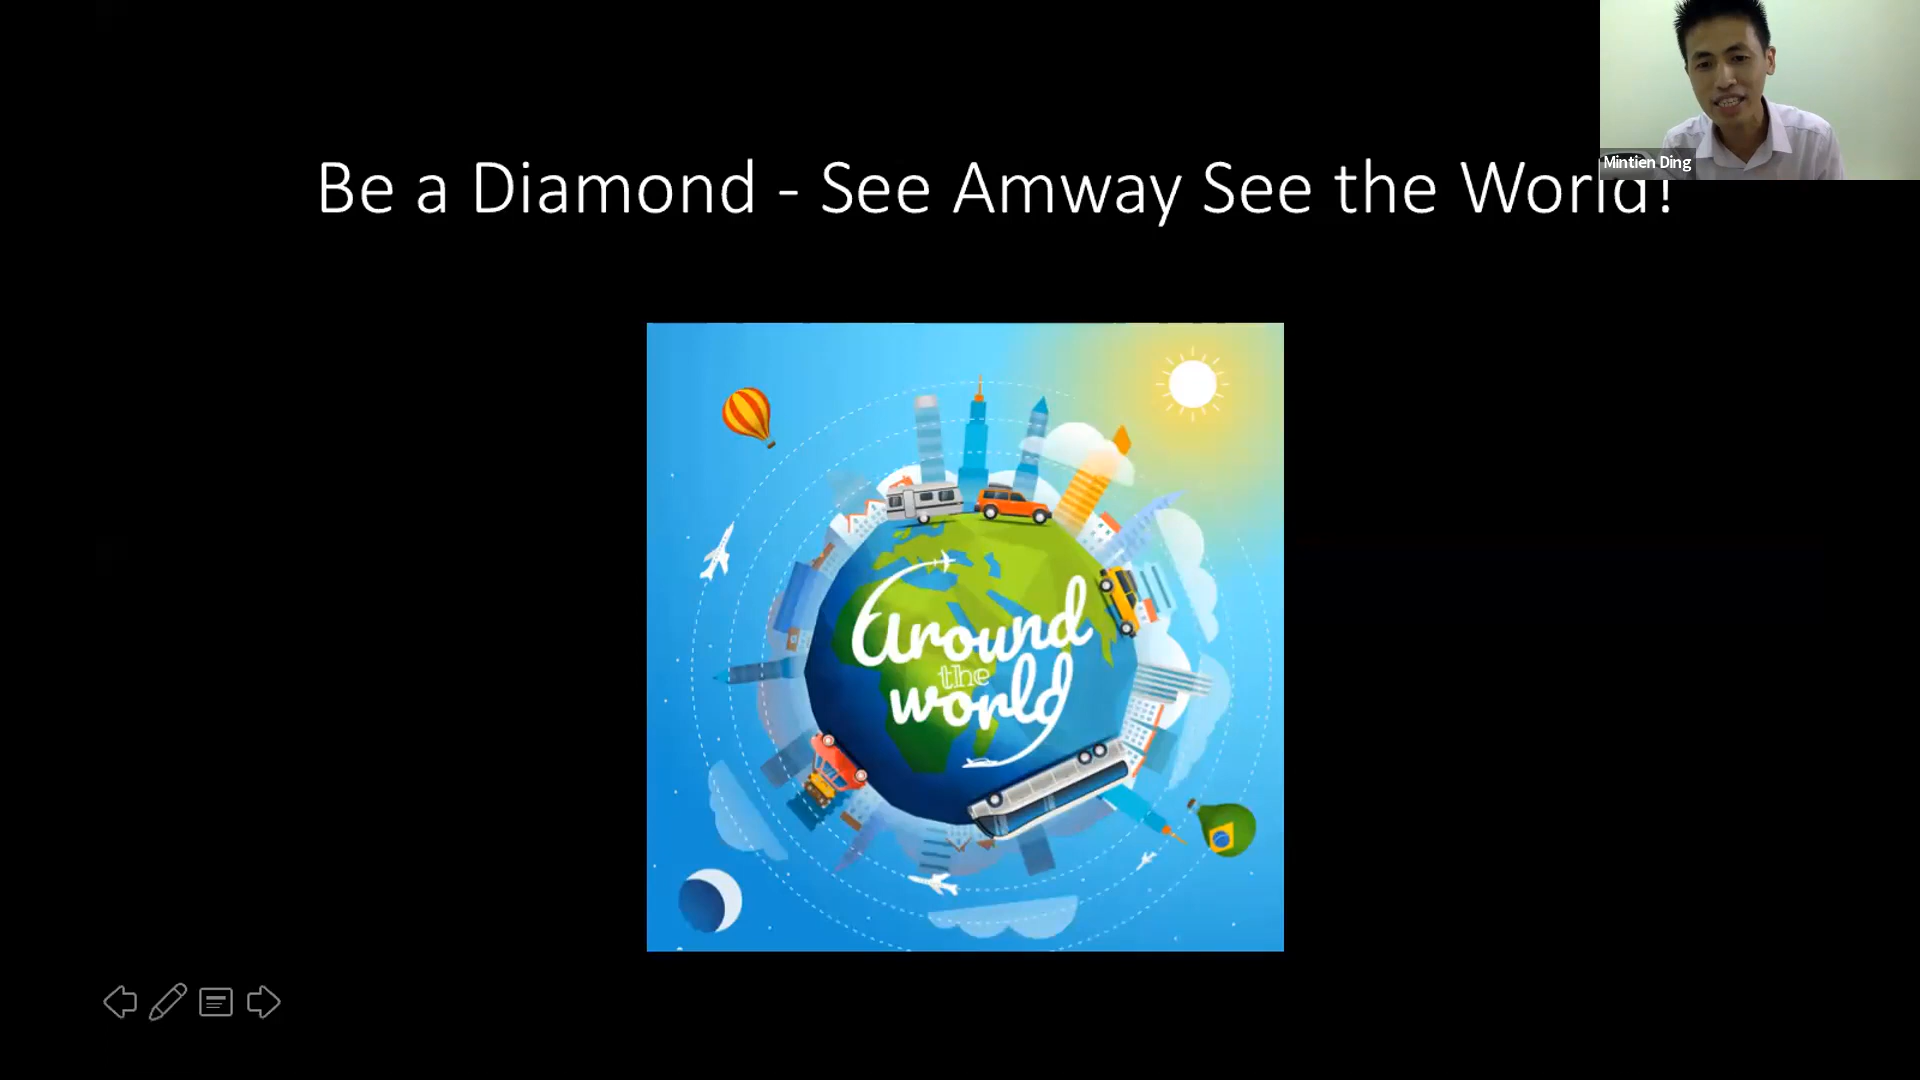 Mintien Ding
Be a Diamond - See Amway See the World!
around
the
world